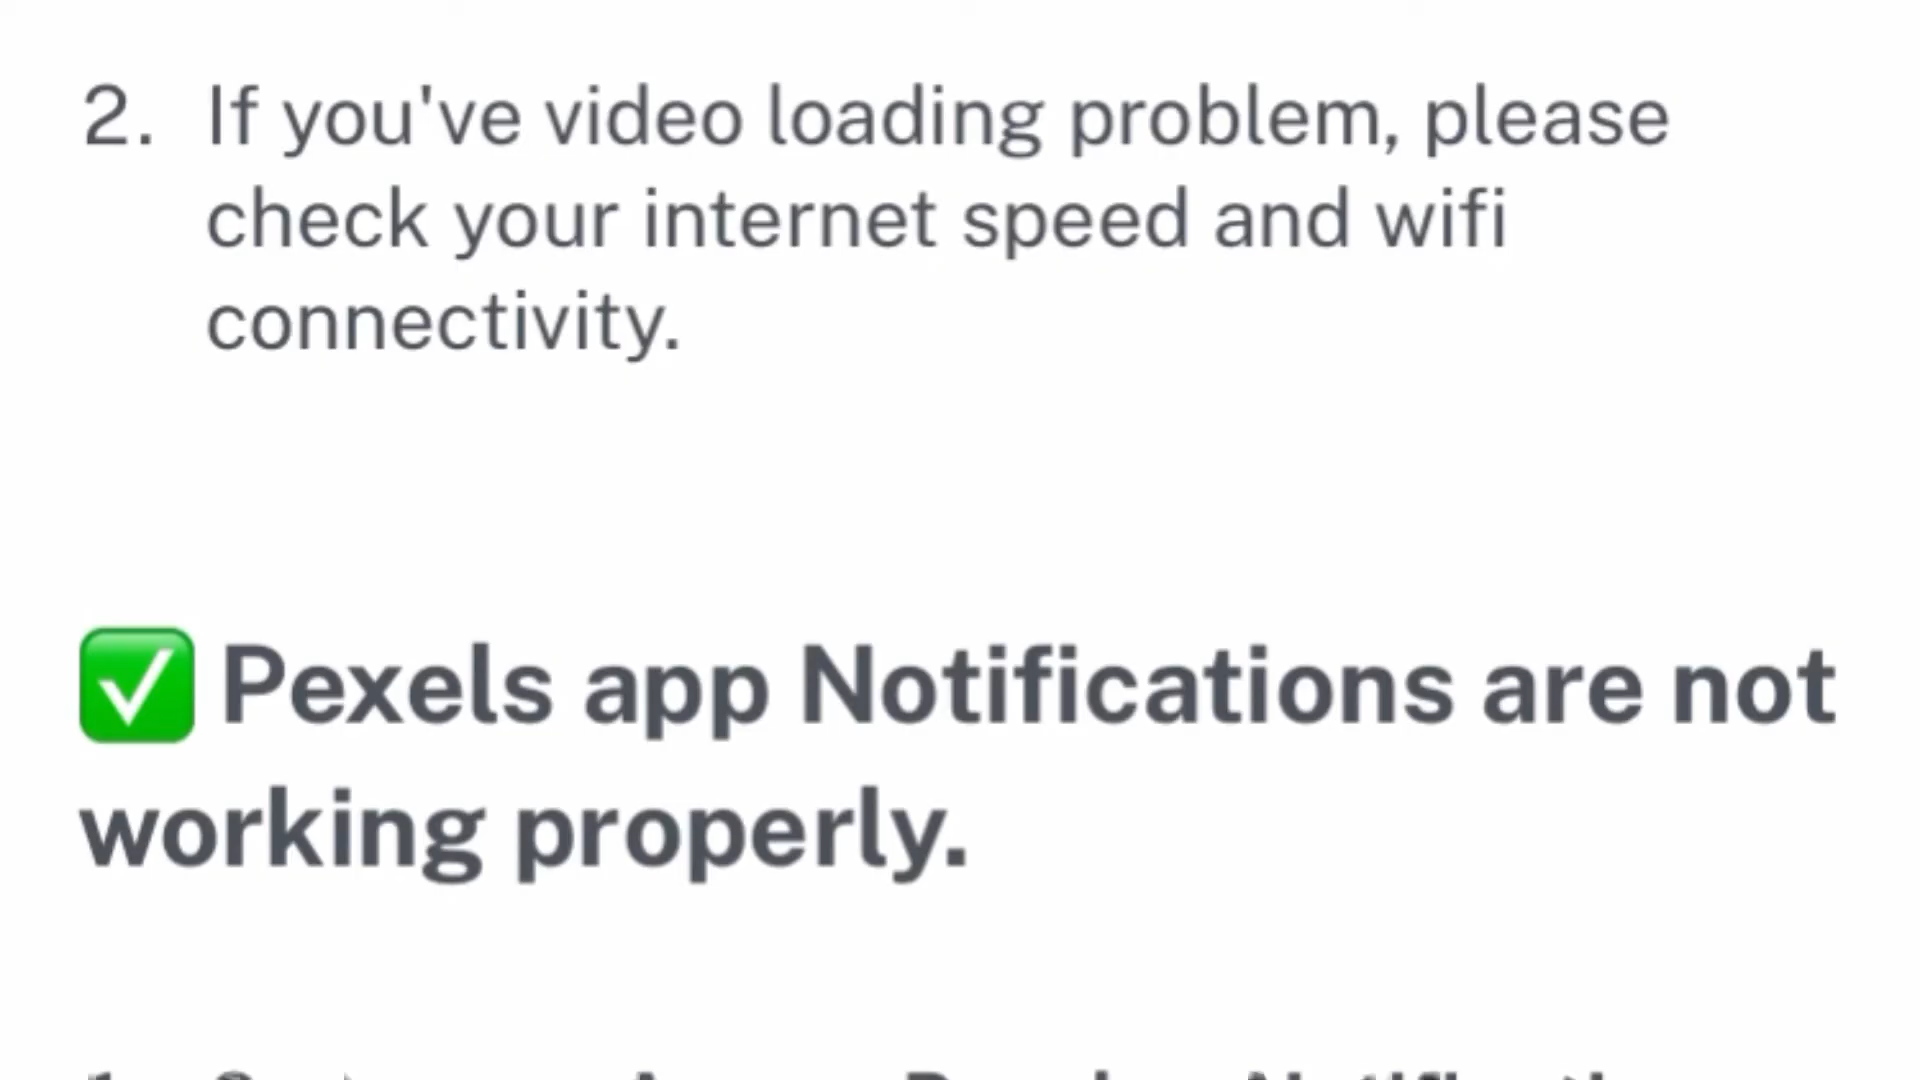 2. If you've video loading problem, please
check your internet speed and wifi
connectivity.
✅ Pexels app Notifications are not
working properly.